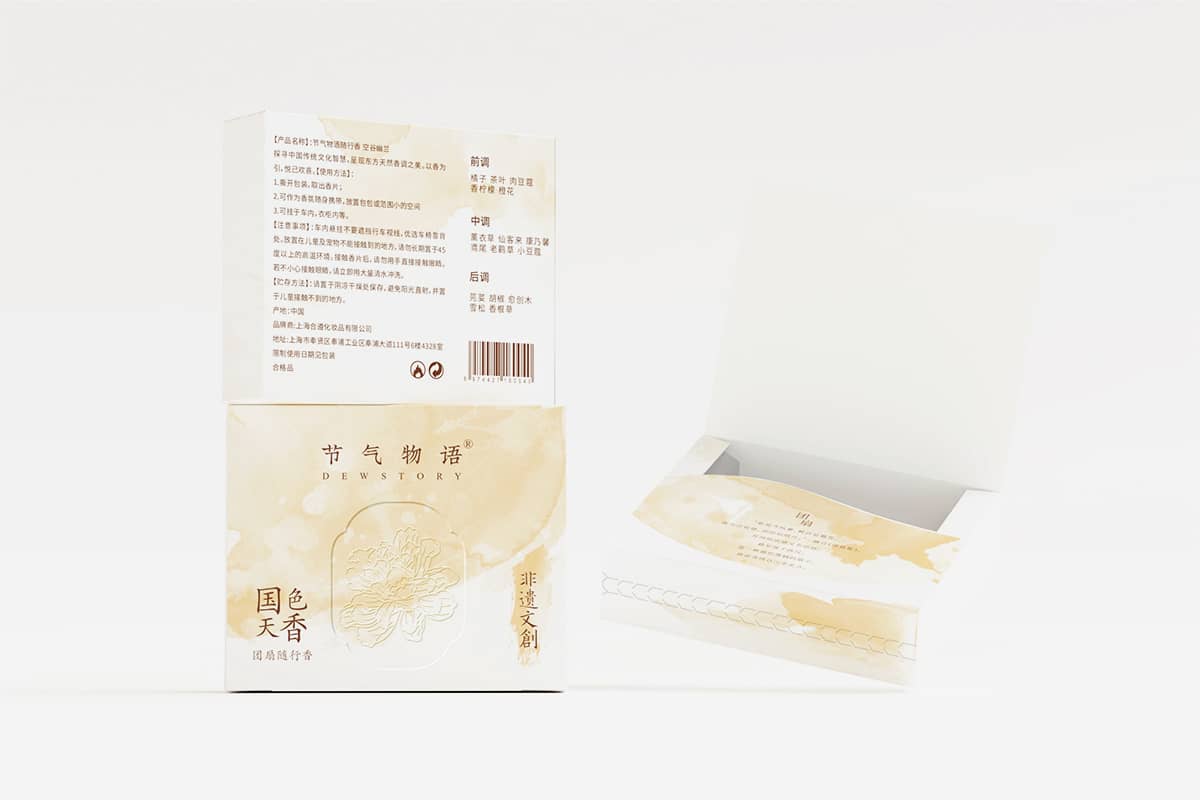 【产品名称】：节气物语随行香 空谷幽兰
探寻中国传统文化智慧，呈现东方天然香调之美，以香为
引，悦己欢喜。【使用方法】：
1.撕开包装，取出香片；
2.可作为香氛随身携带，放置包包或范围小的空间
3.可挂于车内，衣柜内等。
【注意事项】：车内悬挂不要遮挡行车视线，优选车椅靠背
处。放置在儿童及宠物不能接触到的地方，请勿长期置于45
度以上的高温环境，接触香片后，请勿用手直接接触眼睛。
若不小心接触眼睛，请立即用大量清水冲洗。
【贮存方法】：请置于阴凉干燥处保存，避免阳光直射，并置
于儿童接触不到的地方。
产地：中国
品牌商：上海合遵化妆品有限公司
地址：上海市奉贤区奉浦工业区奉浦大道111号6楼4328室
限制使用日期见包装
合格品
前调
橘子 茶叶 肉豆蔻
香柠檬 橙花
中调
薰衣草 仙客来 康乃馨
鸢尾 老鹳草 小豆蔻
后调
芫荽 胡椒 愈创木
雪松 香根草
节气物语®
DEWSTORY
国色
天香
团扇随行香
非遗文創
团扇